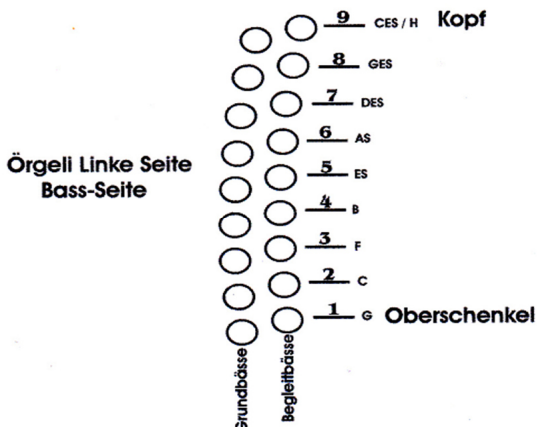 9 CES / H Kopf
8 GES
7 DES
6 AS
Örgeli Linke Seite
Bass-Seite
5 ES
4 B
3 F
2 C
1 G Oberschenkel
Grundbässe
Begleitbässe